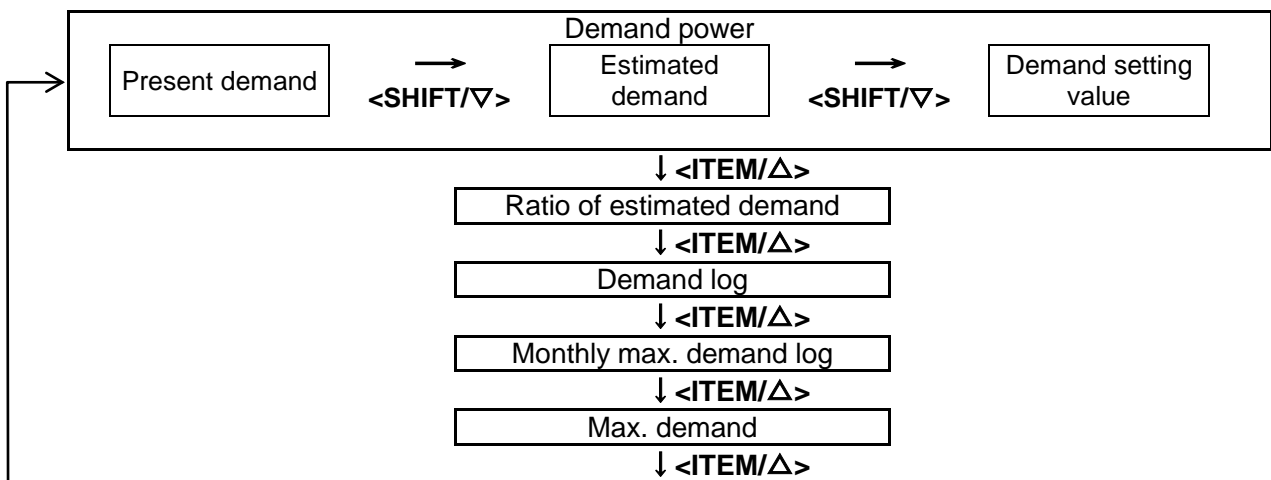 Demand power
Present demand
→
<SHIFT/▽>
Estimated
demand
→
<SHIFT/▽>
Demand setting
value
↓ <ITEM/△>
Ratio of estimated demand
↓ <ITEM/△>
Demand log
↓ <ITEM/△>
Monthly max. demand log
↓ <ITEM/△>
Max. demand
↓ <ITEM/△>